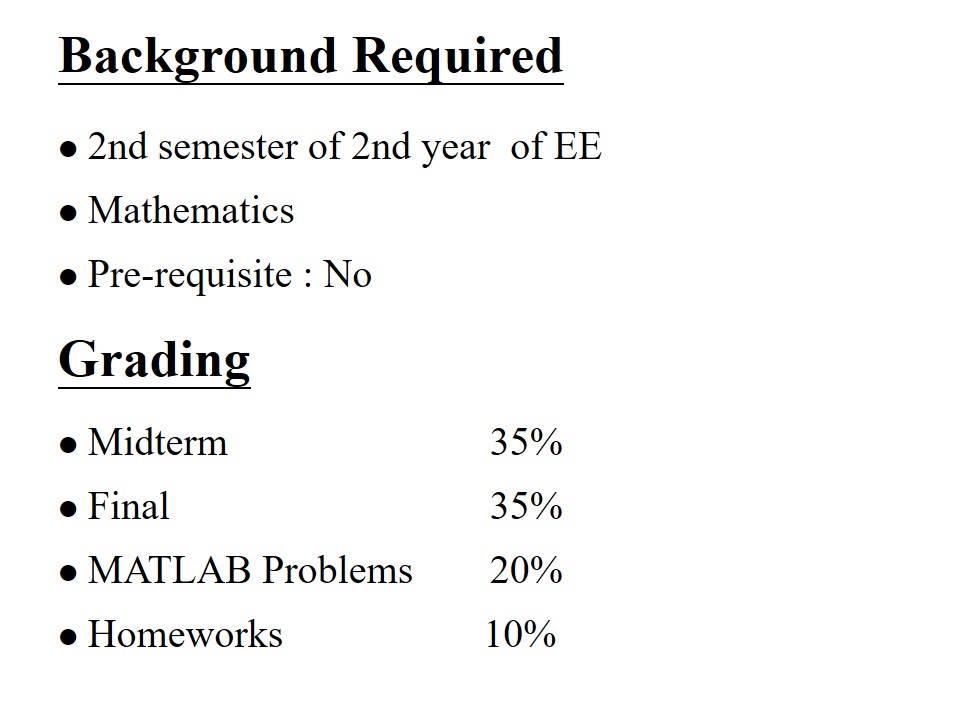 Background Required
● 2nd semester of 2nd year of EE
● Mathematics
● Pre-requisite : No
Grading
● Midterm 35%
● Final 35%
● MATLAB Problems 20%
● Homeworks 10%